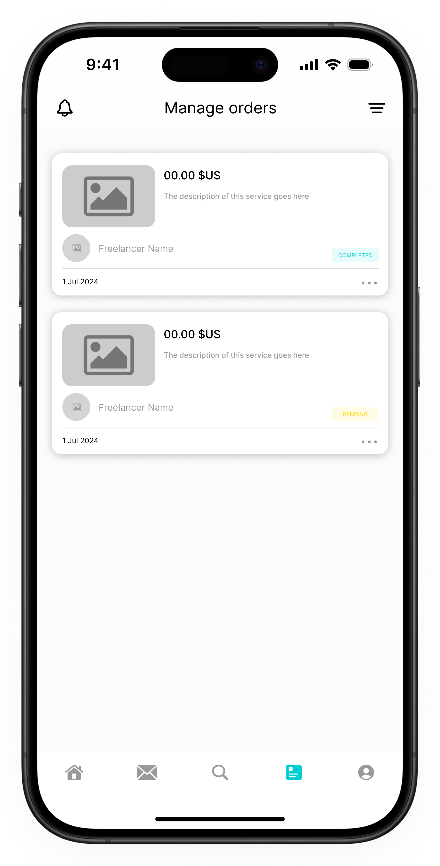 9:41
Manage orders
00.00 $US
The description of this service goes here
Freelancer Name
COMPLETED
1 Jul 2024
00.00 $US
The description of this service goes here
Freelancer Name
PENDING
1 Jul 2024